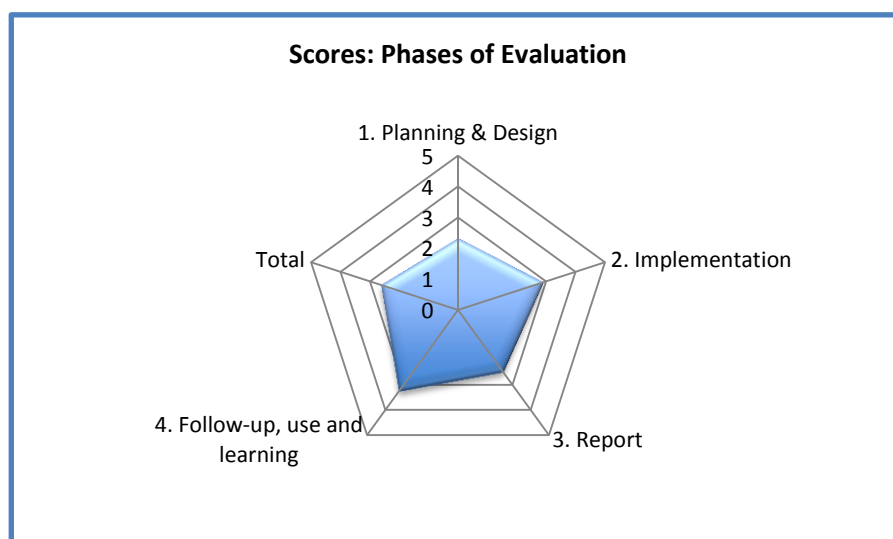 Scores: Phases of Evaluation
1. Planning & Design
5
4
3
2
1
0
Total
2. Implementation
4. Follow-up, use and
learning
3. Report